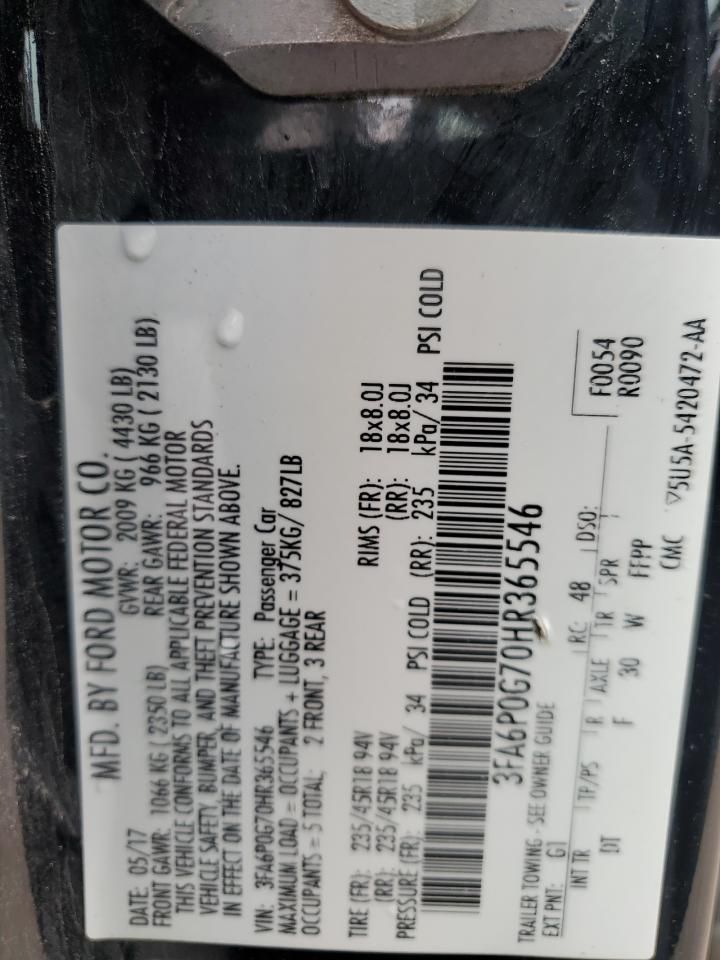 MFD. BY FORD MOTOR CO.
DATE: 05/17 GVWR: 2009 KG ( 4430 LB)
FRONT GAWR: 1066 KG ( 2350 LB) REAR GAWR: 966 KG ( 2130 LB)
THIS VEHICLE CONFORMS TO ALL APPLICABLE FEDERAL MOTOR
VEHICLE SAFETY, BUMPER, AND THEFT PREVENTION STANDARDS
IN EFFECT ON THE DATE OF MANUFACTURE SHOWN ABOVE.
VIN: 3FA6P0G70HR365546 TYPE: Passenger Car
MAXIMUM LOAD = OCCUPANTS + LUGGAGE = 375KG/ 827LB
OCCUPANTS = 5 TOTAL: 2 FRONT, 3 REAR
TIRE (FR): 235/45R18 94V RIMS (FR): 18x8.0J
(RR): 235/45R18 94V (RR): 18x8.0J
PRESSURE (FR): 235 kPa/ 34 PSI COLD (RR): 235 kPa/ 34 PSI COLD
3FA6P0G70HR365546
TRAILER TOWING - SEE OWNER GUIDE F0054
EXT PNT: G1 RC: 48 DSO: R0090
INT TR TP/PS R AXLE TR SPR
DT F 30 W FFPP
CMC ▽5U5A-5420472-AA